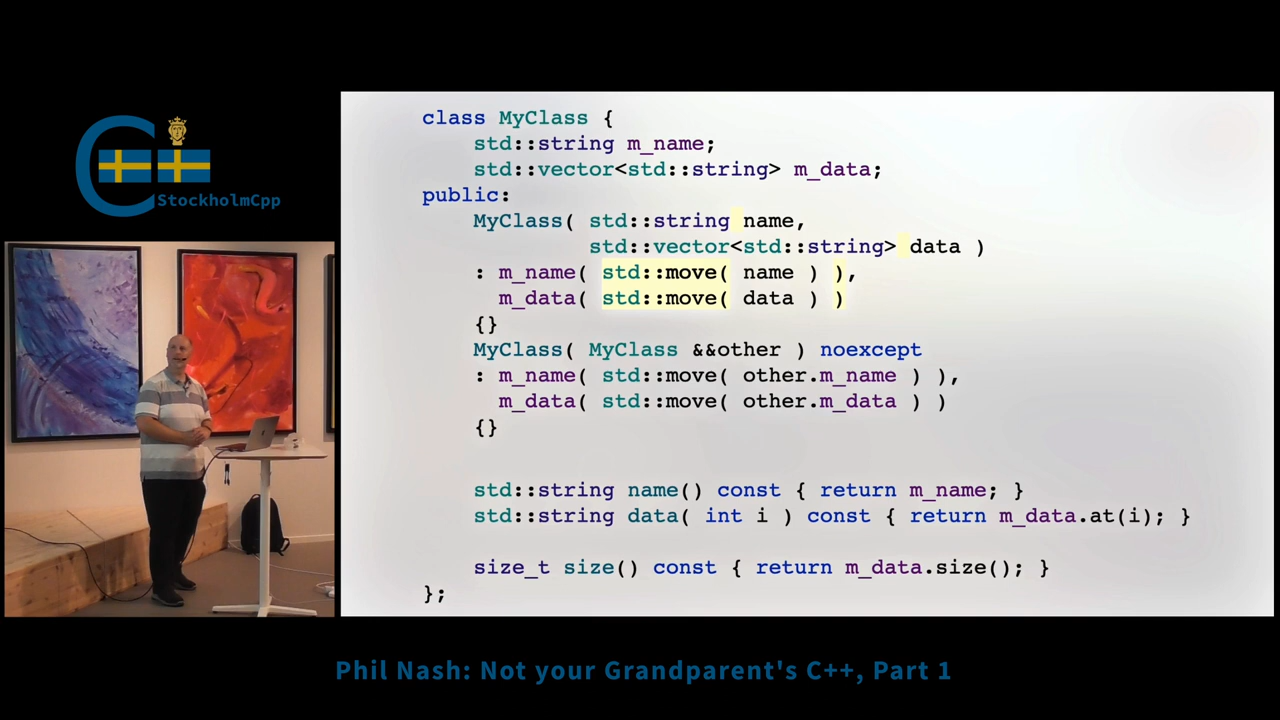 StockholmCpp
class MyClass {
std::string m_name;
std::vector<std::string> m_data;
public:
MyClass( std::string name,
std::vector<std::string> data )
: m_name( std::move( name ) ),
m_data( std::move( data ) )
{}
MyClass( MyClass &&other ) noexcept
: m_name( std::move( other.m_name ) ),
m_data( std::move( other.m_data ) )
{}
std::string name() const { return m_name; }
std::string data( int i ) const { return m_data.at(i); }
size_t size() const { return m_data.size(); }
};
Phil Nash: Not your Grandparent's C++, Part 1